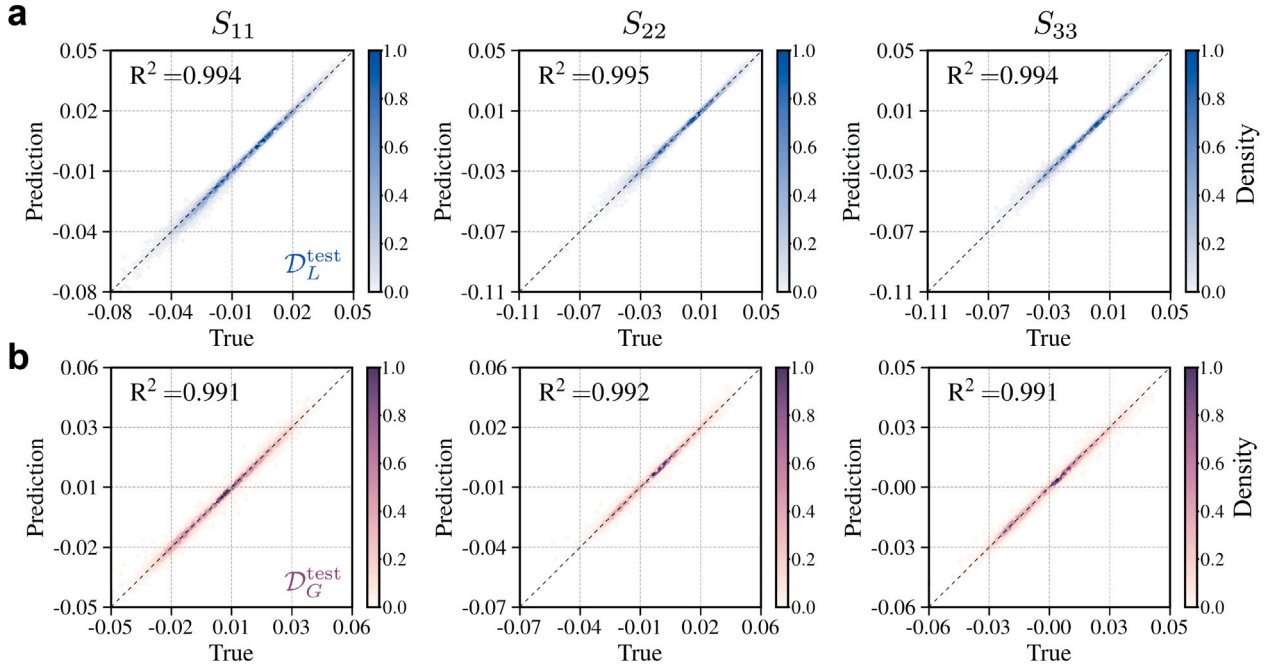 a
S₁₁
S₂₂
S₃₃
R² =0.994
0.05
0.02
-0.01
-0.04
-0.08
Prediction
-0.08 -0.04 -0.01 0.02 0.05
True
𝒟_L^test
1.0
0.8
0.6
0.4
0.2
0.0
R² =0.995
0.05
0.01
-0.03
-0.07
-0.11
Prediction
-0.11 -0.07 -0.03 0.01 0.05
True
1.0
0.8
0.6
0.4
0.2
0.0
R² =0.994
0.05
0.01
-0.03
-0.07
-0.11
Prediction
-0.11 -0.07 -0.03 0.01 0.05
True
1.0
0.8
0.6
0.4
0.2
0.0
Density
b
R² =0.991
0.06
0.03
0.01
-0.02
-0.05
Prediction
-0.05 -0.02 0.01 0.03 0.06
True
𝒟_G^test
1.0
0.8
0.6
0.4
0.2
0.0
R² =0.992
0.06
0.02
-0.01
-0.04
-0.07
Prediction
-0.07 -0.04 -0.01 0.02 0.06
True
1.0
0.8
0.6
0.4
0.2
0.0
R² =0.991
0.05
0.03
-0.00
-0.03
-0.06
Prediction
-0.06 -0.03 -0.00 0.03 0.05
True
1.0
0.8
0.6
0.4
0.2
0.0
Density